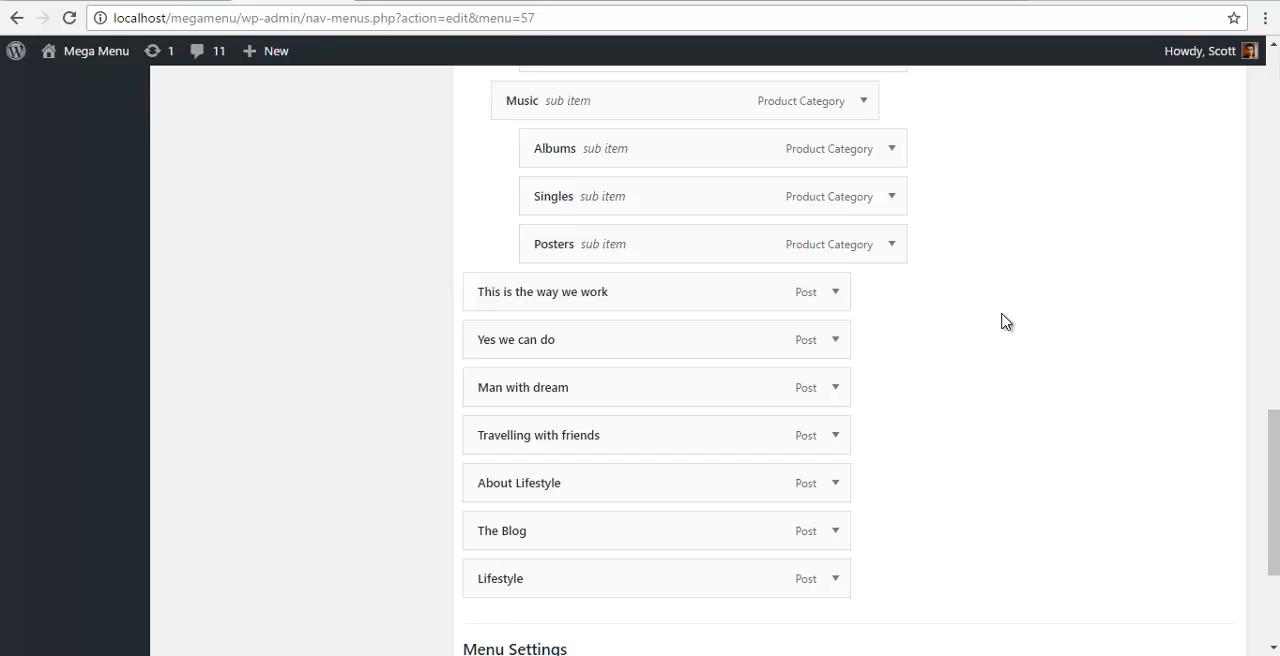 localhost/megamenu/wp-admin/nav-menus.php?action=edit&menu=57
Mega Menu 1 11 New Howdy, Scott
Music sub item Product Category
Albums sub item Product Category
Singles sub item Product Category
Posters sub item Product Category
This is the way we work Post
Yes we can do Post
Man with dream Post
Travelling with friends Post
About Lifestyle Post
The Blog Post
Lifestyle Post
Menu Settings